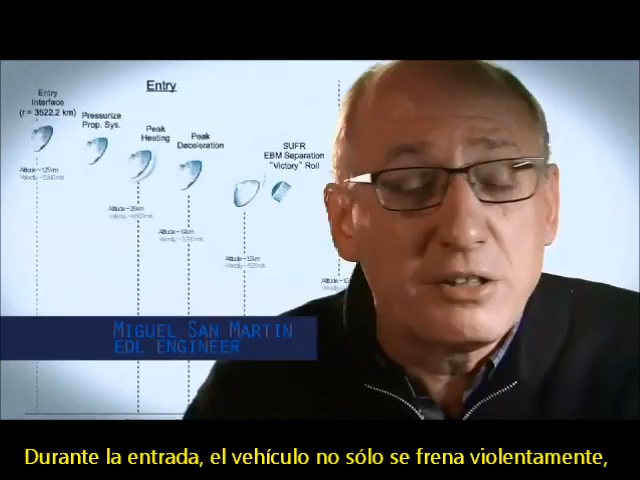 Entry
Entry
Interface
(r = 3522.2 km)
Pressurize
Prop. Sys.
Peak
Heating
Peak
Deceleration
SUFR
EBM Separation
"Victory" Roll
MIGUEL SAN MARTIN
EDL ENGINEER
Durante la entrada, el vehículo no sólo se frena violentamente,